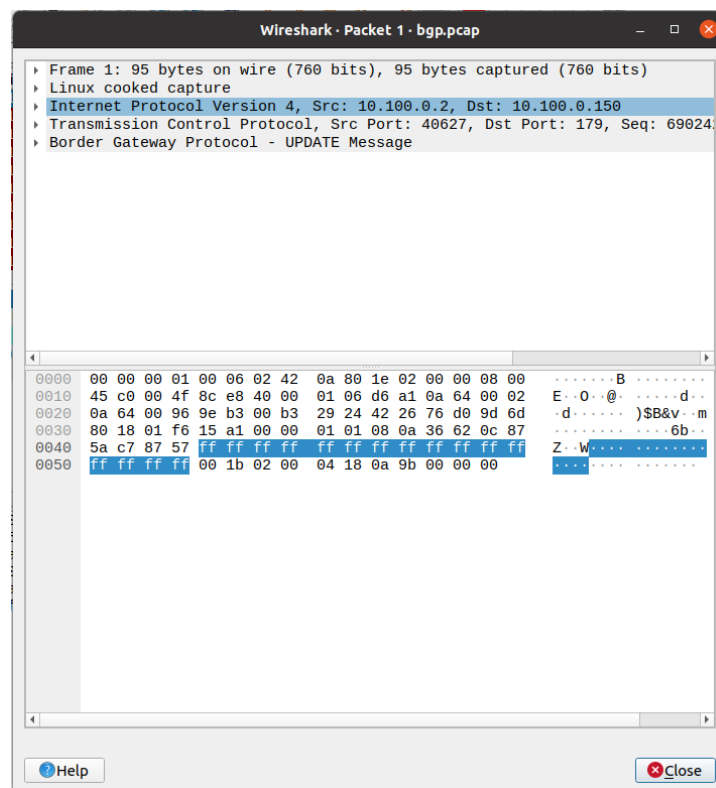 Wireshark · Packet 1 · bgp.pcap
Frame 1: 95 bytes on wire (760 bits), 95 bytes captured (760 bits)
Linux cooked capture
Internet Protocol Version 4, Src: 10.100.0.2, Dst: 10.100.0.150
Transmission Control Protocol, Src Port: 40627, Dst Port: 179, Seq: 69024
Border Gateway Protocol - UPDATE Message
0000 00 00 00 01 00 06 02 42 0a 80 1e 02 00 00 08 00 ·······B ········
0010 45 c0 00 4f 8c e8 40 00 01 06 d6 a1 0a 64 00 02 E··O··@· ·····d··
0020 0a 64 00 96 9e b3 00 b3 29 24 42 26 76 d0 9d 6d ·d······ )$B&v··m
0030 80 18 01 f6 15 a1 00 00 01 01 08 0a 36 62 0c 87 ········ ····6b··
0040 5a c7 87 57 ff ff ff ff ff ff ff ff ff ff ff ff Z··W···· ········
0050 ff ff ff ff 00 1b 02 00 04 18 0a 9b 00 00 00 ········ ·······
Help Close